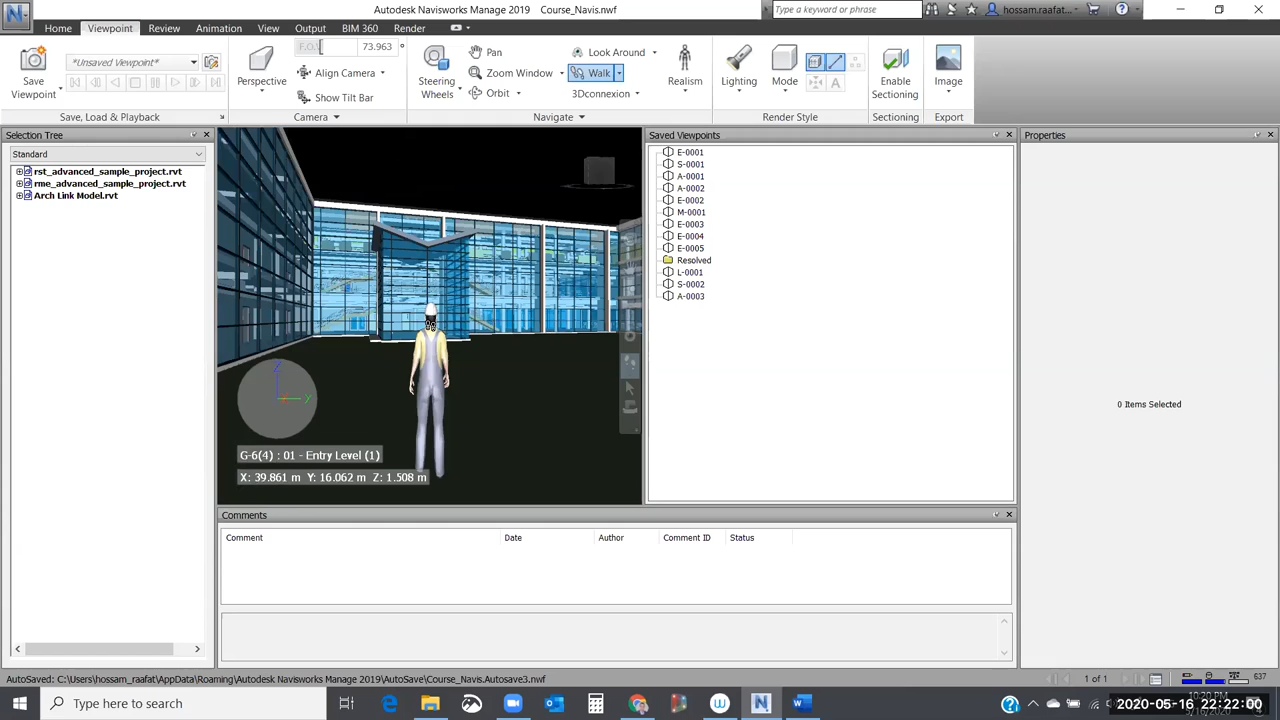 Autodesk Navisworks Manage 2019 Course_Navis.nwf
Type a keyword or phrase
hossam.raafat...
Home Viewpoint Review Animation View Output BIM 360 Render
Save
Viewpoint
*Unsaved Viewpoint*
Save, Load & Playback
Perspective
F.O.V. 73.963 °
Align Camera
Show Tilt Bar
Camera
Steering
Wheels
Pan
Zoom Window
Orbit
Look Around
Walk
3Dconnexion
Navigate
Realism
Lighting
Mode
Render Style
Enable
Sectioning
Sectioning
Image
Export
Selection Tree
Standard
rst_advanced_sample_project.rvt
rme_advanced_sample_project.rvt
Arch Link Model.rvt
Z
Y
G-6(4) : 01 - Entry Level (1)
X: 39.861 m Y: 16.062 m Z: 1.508 m
Saved Viewpoints
E-0001
S-0001
A-0001
A-0002
E-0002
M-0001
E-0003
E-0004
E-0005
Resolved
L-0001
S-0002
A-0003
Properties
0 Items Selected
Comments
Comment Date Author Comment ID Status
AutoSaved: C:\Users\hossam_raafat\AppData\Roaming\Autodesk Navisworks Manage 2019\AutoSave\Course_Navis.Autosave3.nwf
1 of 1
637
Type here to search
10:20 PM
2020-05-16 22:22:00